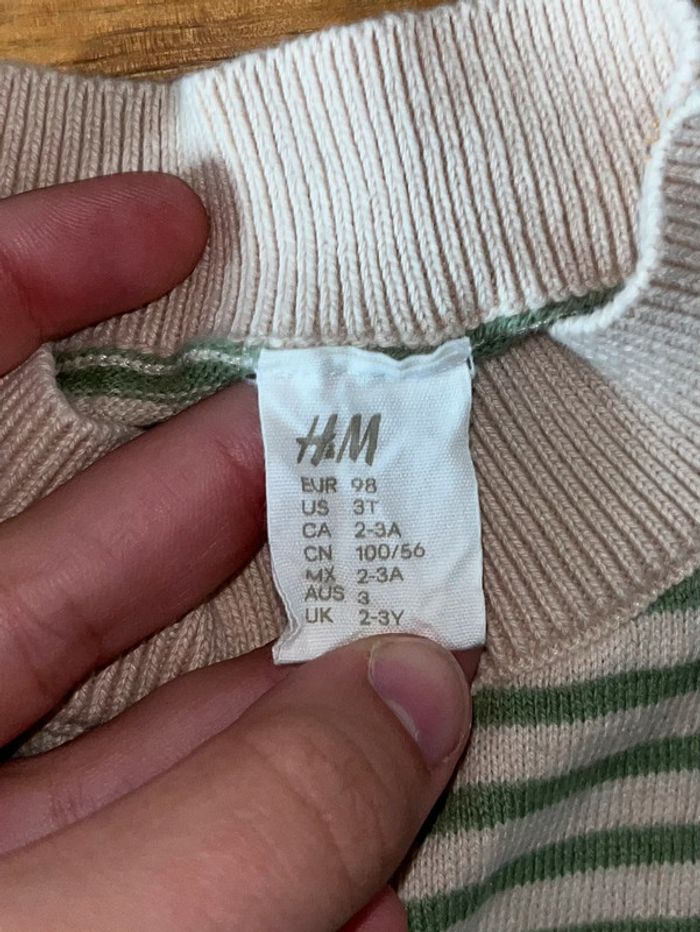 H&M
EUR 98
US 3T
CA 2-3A
CN 100/56
MX 2-3A
AUS 3
UK 2-3Y